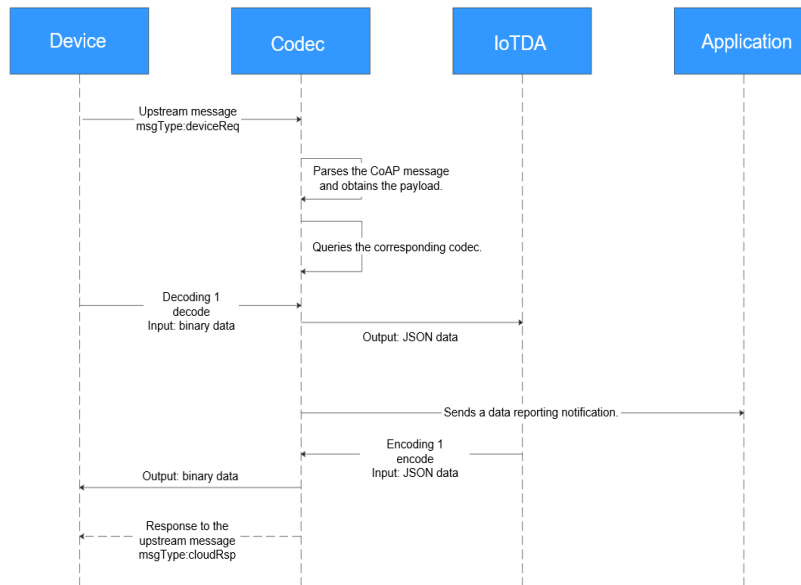 Device
Codec
IoTDA
Application
Upstream message
msgType:deviceReq
Parses the CoAP message
and obtains the payload.
Queries the corresponding codec.
Decoding 1
decode
Input: binary data
Output: JSON data
Sends a data reporting notification.
Encoding 1
encode
Input: JSON data
Output: binary data
Response to the
upstream message
msgType:cloudRsp